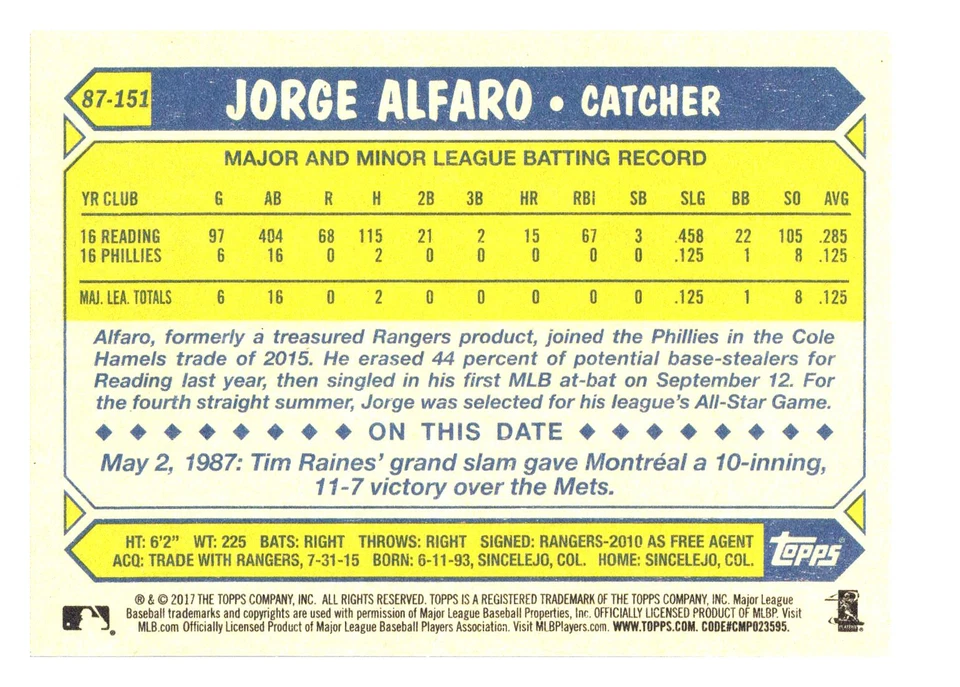 87-151 JORGE ALFARO • CATCHER
MAJOR AND MINOR LEAGUE BATTING RECORD
YR CLUB G AB R H 2B 3B HR RBI SB SLG BB SO AVG
16 READING 97 404 68 115 21 2 15 67 3 .458 22 105 .285
16 PHILLIES 6 16 0 2 0 0 0 0 0 .125 1 8 .125
MAJ. LEA. TOTALS 6 16 0 2 0 0 0 0 0 .125 1 8 .125
Alfaro, formerly a treasured Rangers product, joined the Phillies in the Cole
Hamels trade of 2015. He erased 44 percent of potential base-stealers for
Reading last year, then singled in his first MLB at-bat on September 12. For
the fourth straight summer, Jorge was selected for his league's All-Star Game.
ON THIS DATE
May 2, 1987: Tim Raines' grand slam gave Montréal a 10-inning,
11-7 victory over the Mets.
HT: 6'2" WT: 225 BATS: RIGHT THROWS: RIGHT SIGNED: RANGERS-2010 AS FREE AGENT
ACQ: TRADE WITH RANGERS, 7-31-15 BORN: 6-11-93, SINCELEJO, COL. HOME: SINCELEJO, COL.
Topps®
® & © 2017 THE TOPPS COMPANY, INC. ALL RIGHTS RESERVED. TOPPS IS A REGISTERED TRADEMARK OF THE TOPPS COMPANY, INC. Major League
Baseball trademarks and copyrights are used with permission of Major League Baseball Properties, Inc. OFFICIALLY LICENSED PRODUCT OF MLBP. Visit
MLB.com Officially Licensed Product of Major League Baseball Players Association. Visit MLBPlayers.com. WWW.TOPPS.COM. CODE#CMP023595.